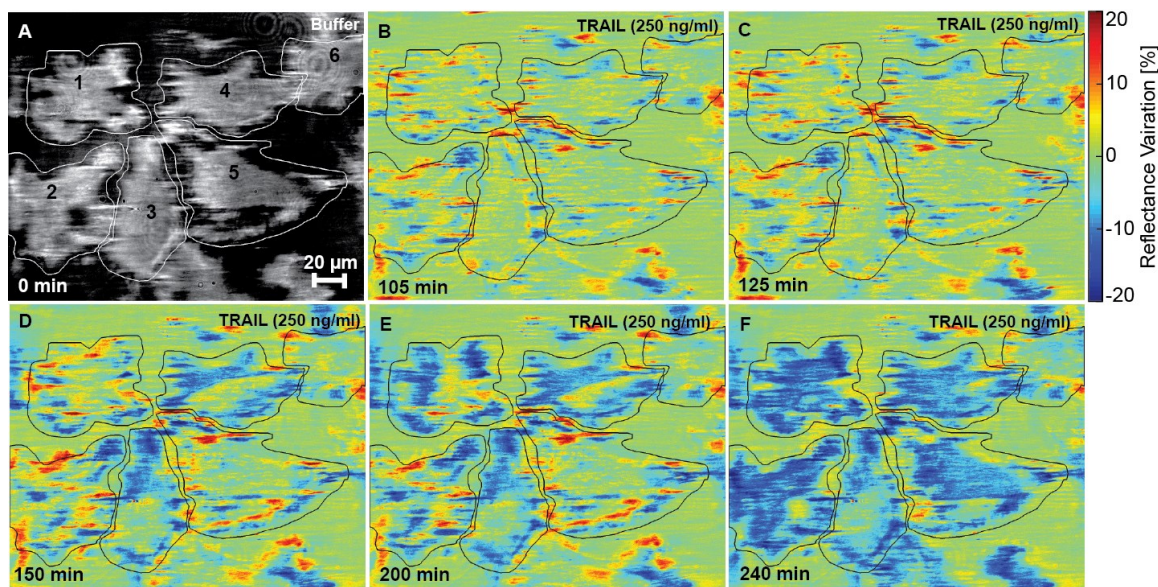 A
Buffer
1
2
3
4
5
6
0 min
20 µm
B
TRAIL (250 ng/ml)
105 min
C
TRAIL (250 ng/ml)
125 min
20
10
0
-10
-20
Reflectance Vairation [%]
D
TRAIL (250 ng/ml)
150 min
E
TRAIL (250 ng/ml)
200 min
F
TRAIL (250 ng/ml)
240 min